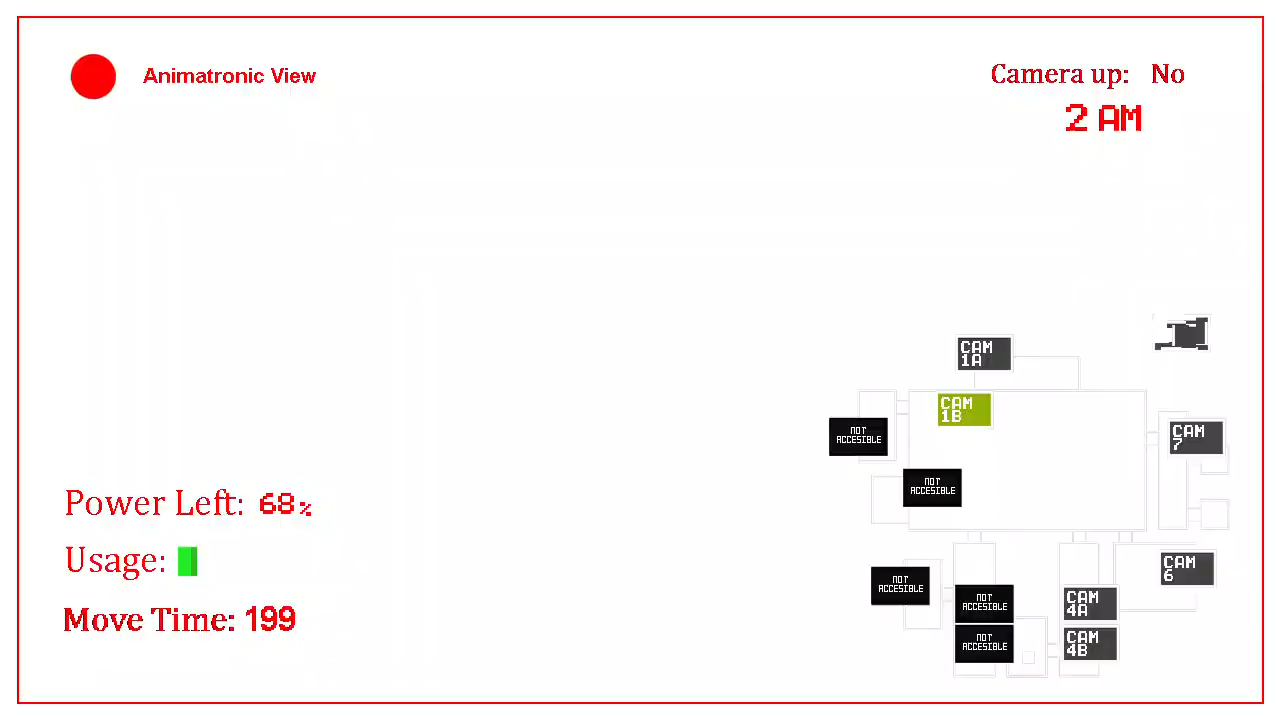 Animatronic View
Camera up: No
2 AM
CAM
1A
CAM
1B
NOT
ACCESIBLE
CAM
7
NOT
ACCESIBLE
Power Left: 68%
Usage:
CAM
6
NOT
ACCESIBLE
NOT
ACCESIBLE
CAM
4A
Move Time: 199
NOT
ACCESIBLE
CAM
4B